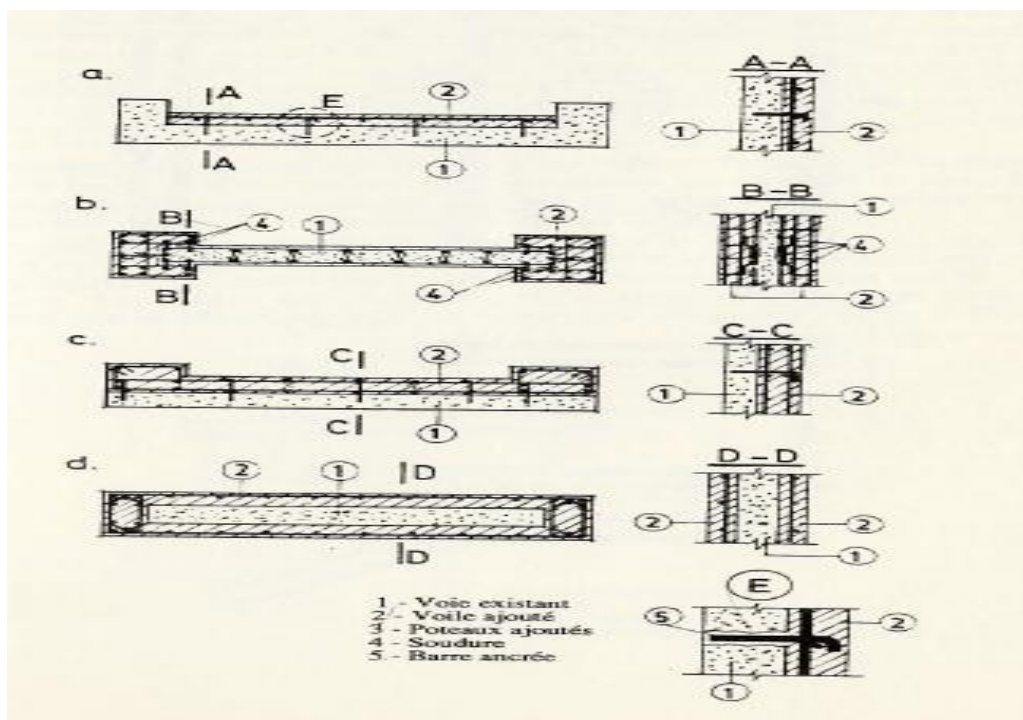 a.
A
E
2
A
1
A-A
1
2
b.
B
4
1
2
B
4
B-B
1
4
2
c.
C
2
C
1
C-C
1
2
d.
2
1
D
D
D-D
2
2
1
1 - Voie existant
2 - Voile ajouté
3 - Poteaux ajoutés
4 - Soudure
5 - Barre ancrée
E
5
2
1